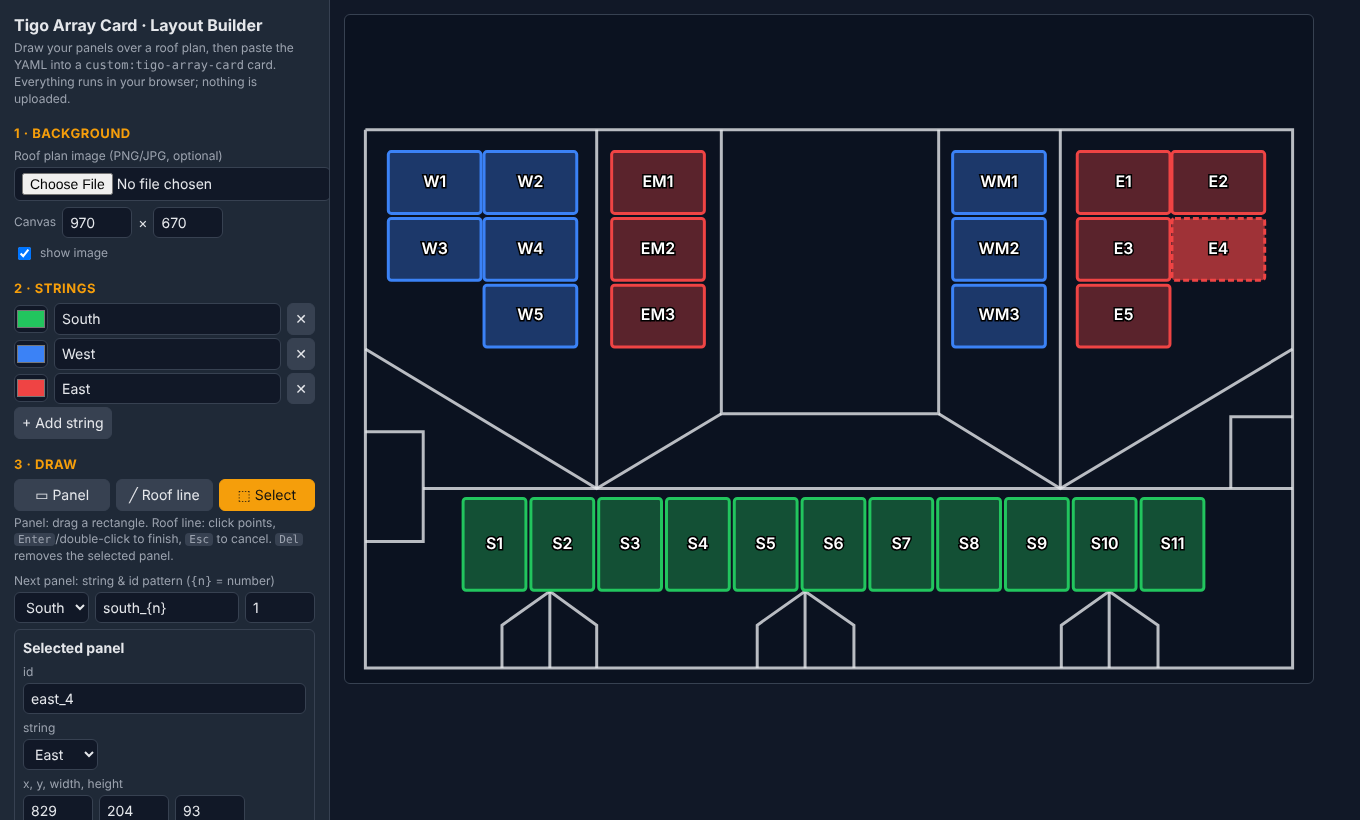 Tigo Array Card · Layout Builder
Draw your panels over a roof plan, then paste the
YAML into a custom:tigo-array-card card.
Everything runs in your browser; nothing is
uploaded.
1 · BACKGROUND
Roof plan image (PNG/JPG, optional)
Choose File No file chosen
Canvas 970 × 670
show image
2 · STRINGS
South ✕
West ✕
East ✕
+ Add string
3 · DRAW
▭ Panel ╱ Roof line ⬚ Select
Panel: drag a rectangle. Roof line: click points,
Enter/double-click to finish, Esc to cancel. Del
removes the selected panel.
Next panel: string & id pattern ({n} = number)
South south_{n} 1
Selected panel
id
east_4
string
East
x, y, width, height
829 204 93
W1 W2 EM1 WM1 E1 E2
W3 W4 EM2 WM2 E3 E4
W5 EM3 WM3 E5
S1 S2 S3 S4 S5 S6 S7 S8 S9 S10 S11